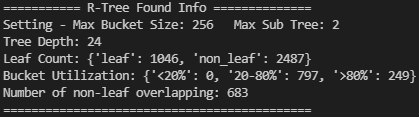 =========== R-Tree Found Info ===============
Setting - Max Bucket Size: 256   Max Sub Tree: 2
Tree Depth: 24
Leaf Count: {'leaf': 1046, 'non_leaf': 2487}
Bucket Utilization: {'<20%': 0, '20-80%': 797, '>80%': 249}
Number of non-leaf overlapping: 683
============================================